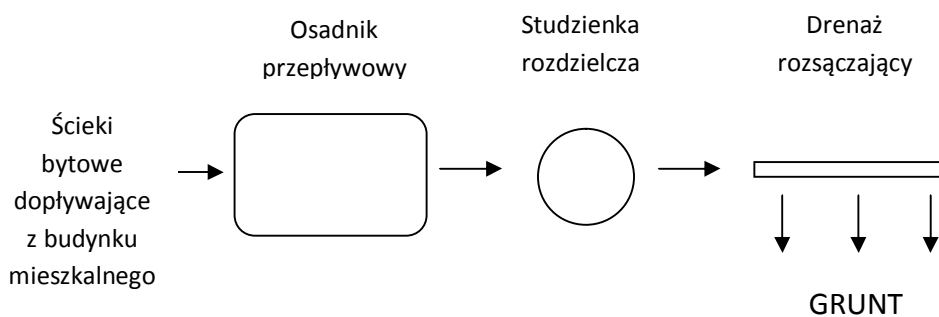 Ścieki
bytowe
dopływające
z budynku
mieszkalnego
Osadnik
przepływowy
Studzienka
rozdzielcza
Drenaż
rozsączający
GRUNT